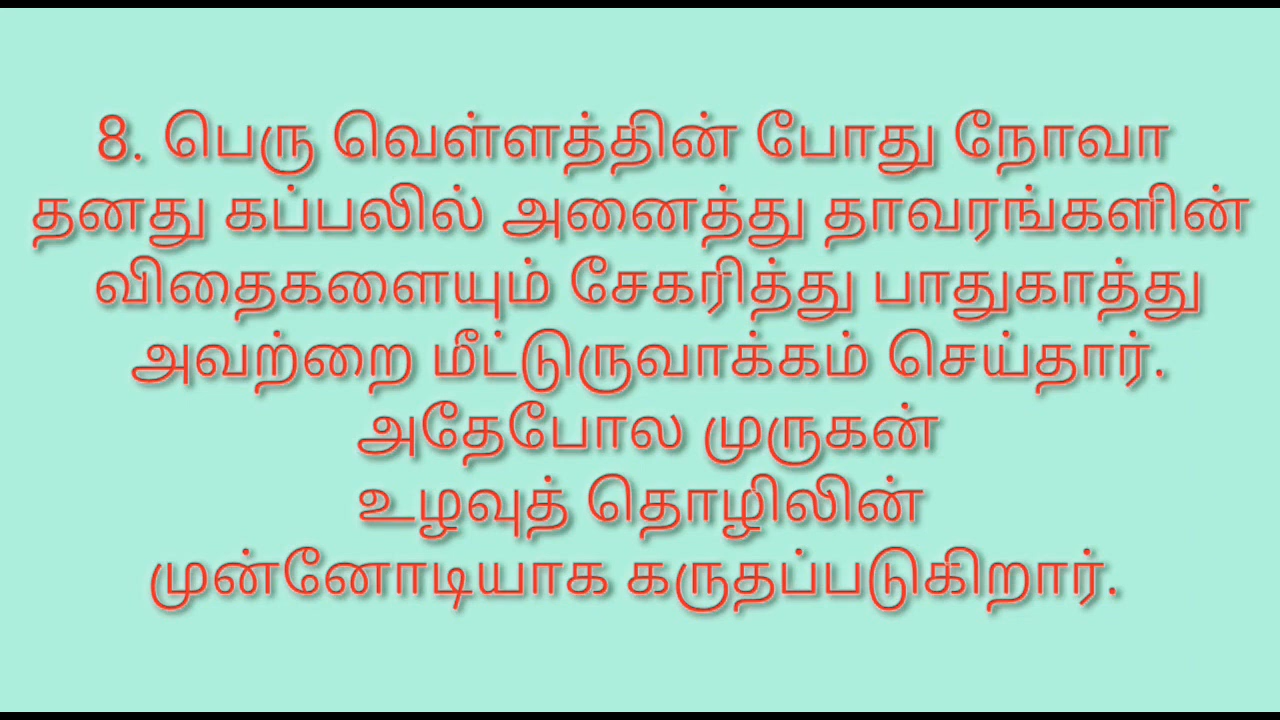 8. பெரு வெள்ளத்தின் போது நோவா
தனது கப்பலில் அனைத்து தாவரங்களின்
விதைகளையும் சேகரித்து பாதுகாத்து
அவற்றை மீட்டுருவாக்கம் செய்தார்.
அதேபோல முருகன்
உழவுத் தொழிலின்
முன்னோடியாக கருதப்படுகிறார்.